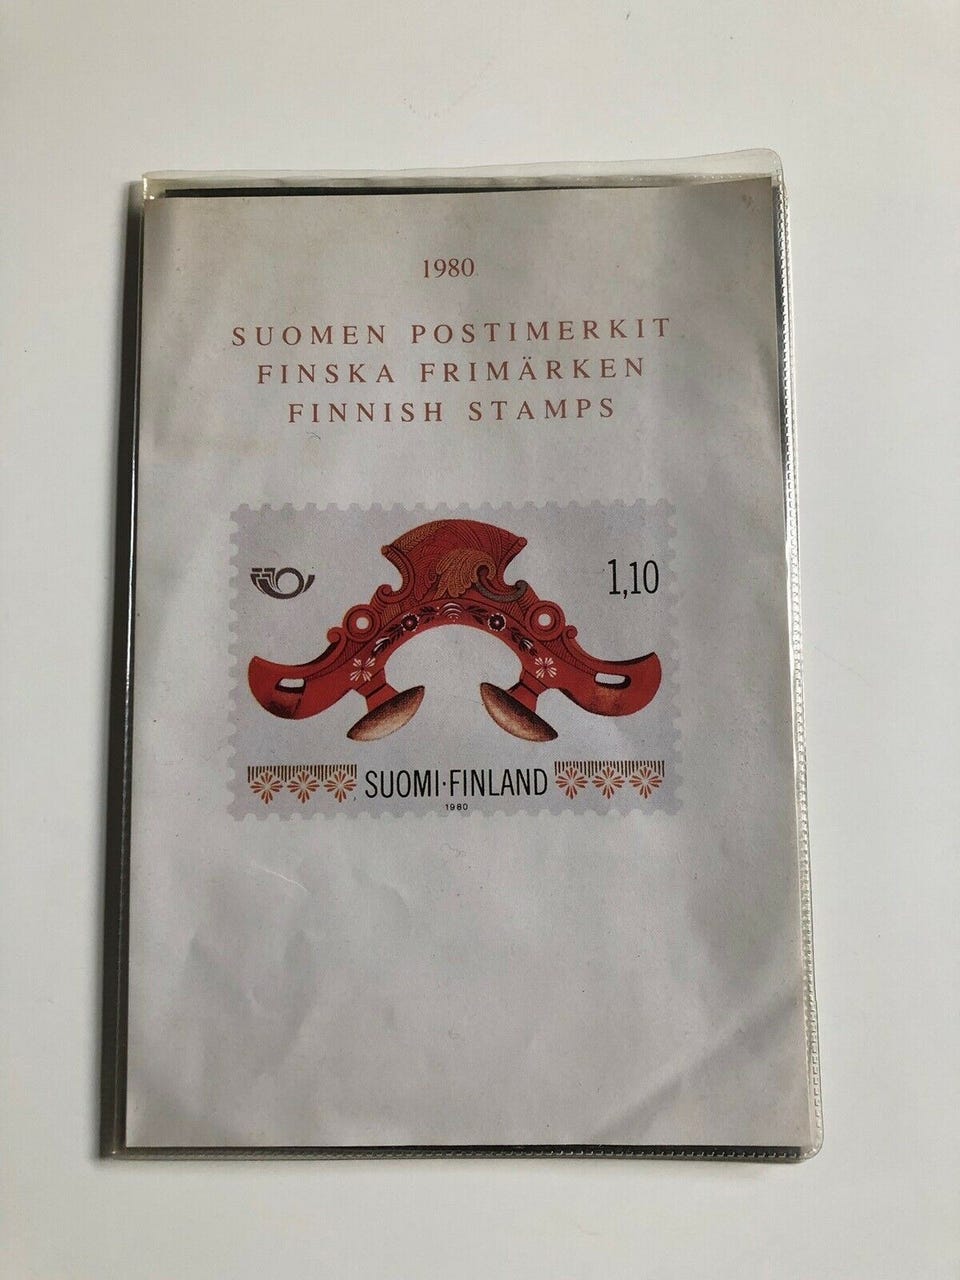 1980
SUOMEN POSTIMERKIT
FINSKA FRIMÄRKEN
FINNISH STAMPS
1,10
SUOMI·FINLAND
1980